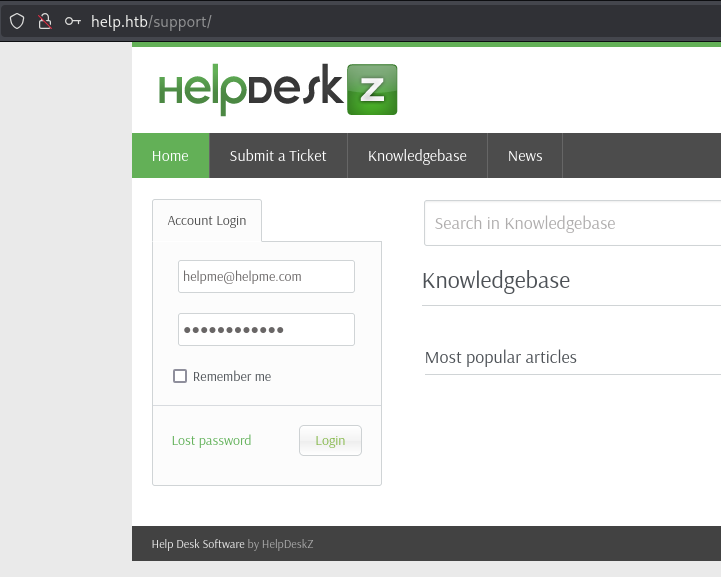 help.htb/support/
HelpDesk Z
Home Submit a Ticket Knowledgebase News
Account Login
Search in Knowledgebase
helpme@helpme.com
Knowledgebase
●●●●●●●●●●●●
Most popular articles
Remember me
Lost password Login
Help Desk Software by HelpDeskZ